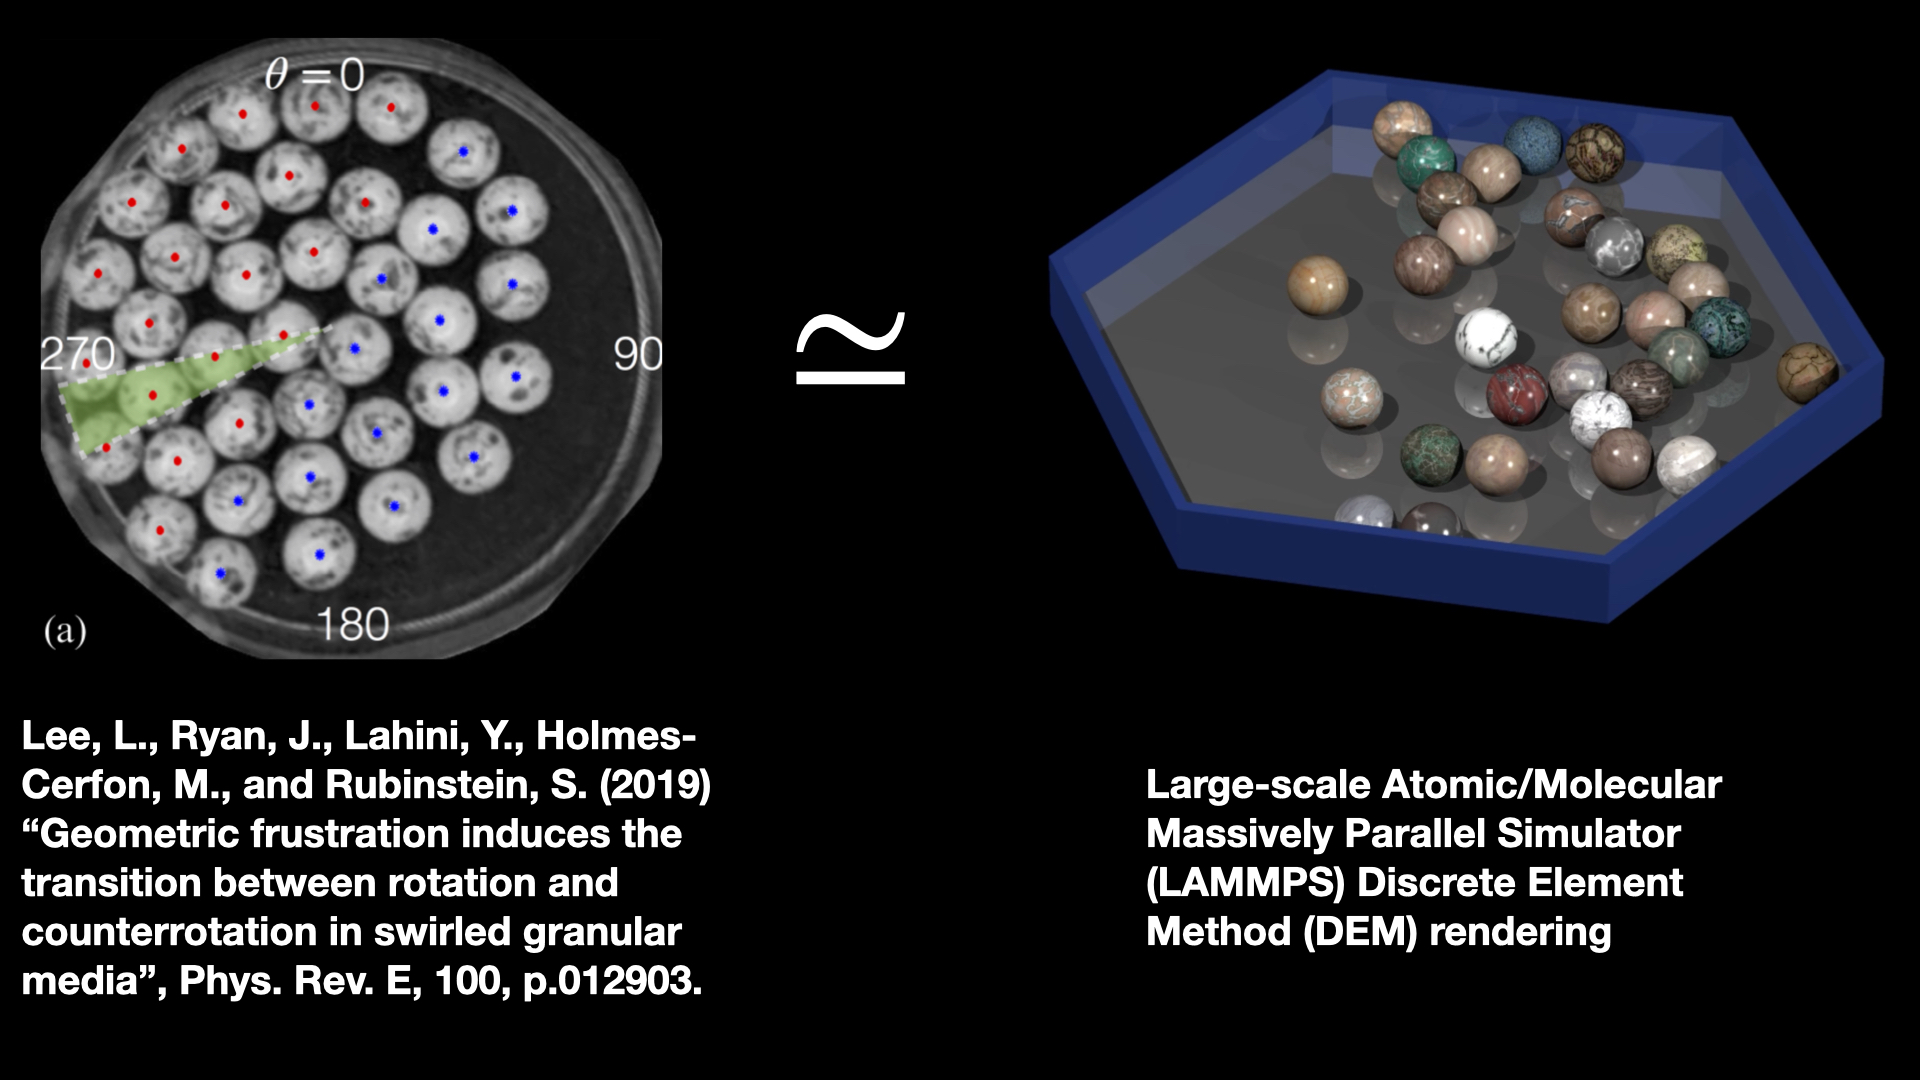 θ = 0
270
90
180
(a)
≃
Lee, L., Ryan, J., Lahini, Y., Holmes-
Cerfon, M., and Rubinstein, S. (2019)
“Geometric frustration induces the
transition between rotation and
counterrotation in swirled granular
media”, Phys. Rev. E, 100, p.012903.
Large-scale Atomic/Molecular
Massively Parallel Simulator
(LAMMPS) Discrete Element
Method (DEM) rendering